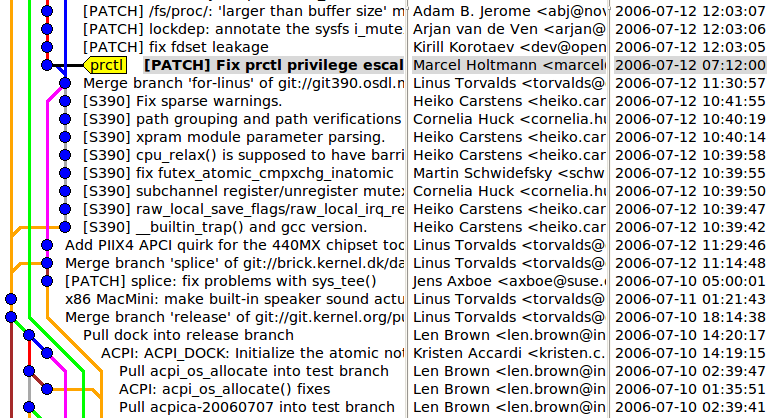 [PATCH] /fs/proc/: 'larger than buffer size' m Adam B. Jerome <abj@nov 2006-07-12 12:03:07
[PATCH] lockdep: annotate the sysfs i_mute Arjan van de Ven <arjan@ 2006-07-12 12:03:06
[PATCH] fix fdset leakage Kirill Korotaev <dev@open 2006-07-12 12:03:05
prctl [PATCH] Fix prctl privilege escal Marcel Holtmann <marcel 2006-07-12 07:12:00
Merge branch 'for-linus' of git://git390.osdl.m Linus Torvalds <torvalds@ 2006-07-12 11:30:57
[S390] Fix sparse warnings. Heiko Carstens <heiko.car 2006-07-12 10:41:55
[S390] path grouping and path verifications Cornelia Huck <cornelia.hu 2006-07-12 10:40:19
[S390] xpram module parameter parsing. Heiko Carstens <heiko.car 2006-07-12 10:40:14
[S390] cpu_relax() is supposed to have barri Heiko Carstens <heiko.car 2006-07-12 10:39:58
[S390] fix futex_atomic_cmpxchg_inatomic Martin Schwidefsky <schw 2006-07-12 10:39:55
[S390] subchannel register/unregister mutex Cornelia Huck <cornelia.hu 2006-07-12 10:39:50
[S390] raw_local_save_flags/raw_local_irq_re Heiko Carstens <heiko.car 2006-07-12 10:39:47
[S390] __builtin_trap() and gcc version. Heiko Carstens <heiko.car 2006-07-12 10:39:42
Add PIIX4 APCI quirk for the 440MX chipset too Linus Torvalds <torvalds@ 2006-07-12 11:29:46
Merge branch 'splice' of git://brick.kernel.dk/da Linus Torvalds <torvalds@ 2006-07-12 11:14:48
[PATCH] splice: fix problems with sys_tee() Jens Axboe <axboe@suse. 2006-07-10 05:00:01
x86 MacMini: make built-in speaker sound actu Linus Torvalds <torvalds@ 2006-07-11 01:21:43
Merge branch 'release' of git://git.kernel.org/pu Linus Torvalds <torvalds@ 2006-07-10 18:14:38
Pull dock into release branch Len Brown <len.brown@in 2006-07-10 14:20:17
ACPI: ACPI_DOCK: Initialize the atomic not Kristen Accardi <kristen.c. 2006-07-10 14:19:15
Pull acpi_os_allocate into test branch Len Brown <len.brown@in 2006-07-10 02:39:47
ACPI: acpi_os_allocate() fixes Len Brown <len.brown@in 2006-07-10 01:35:51
Pull acpica-20060707 into test branch Len Brown <len.brown@in 2006-07-10 02:39:41